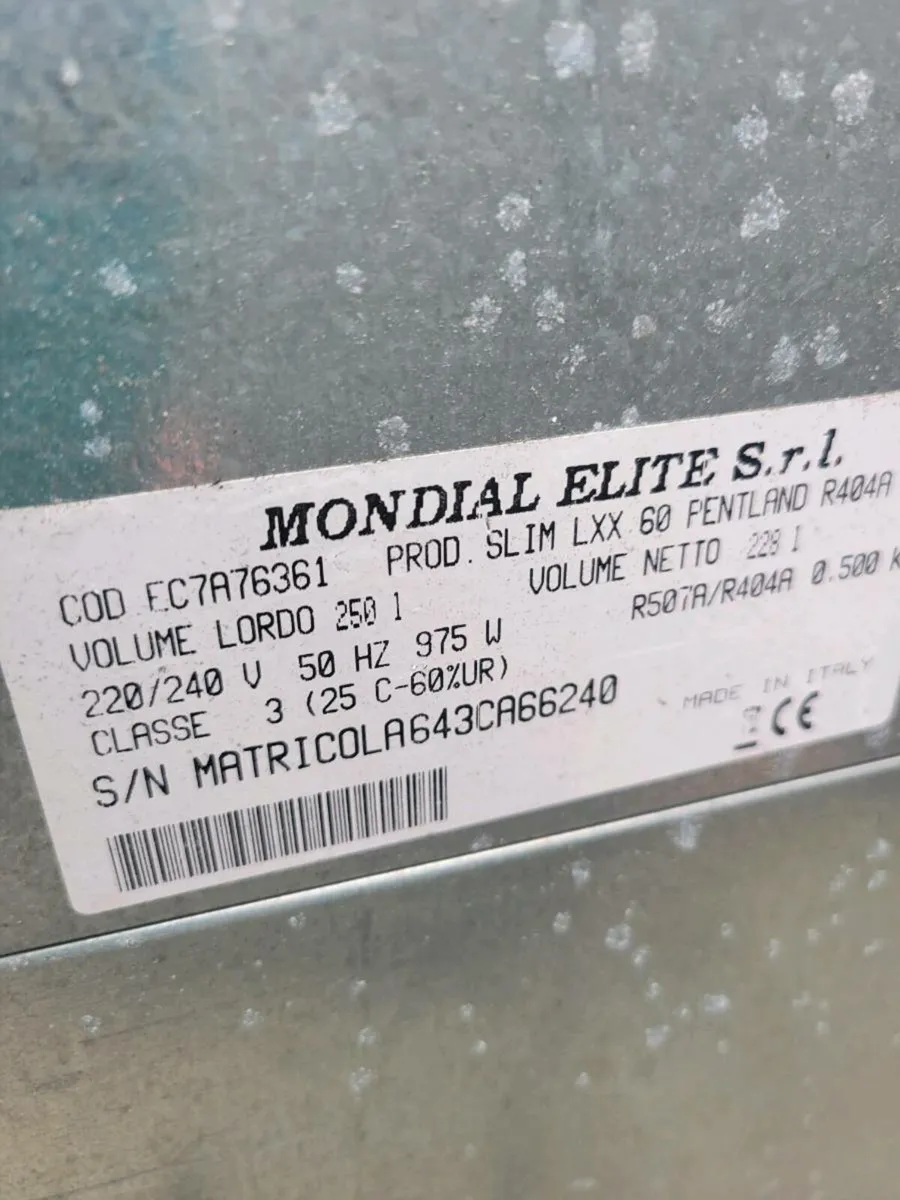 MONDIAL ELITE S.r.l.
COD EC7A76361 PROD. SLIM LXX 60 PENTLAND R404A
VOLUME LORDO 250 l VOLUME NETTO 228 l
220/240 V 50 HZ 975 W R507A/R404A 0.500 K
CLASSE 3 (25 C-60%UR)
S/N MATRICOLA643CA66240 MADE IN ITALY
CE